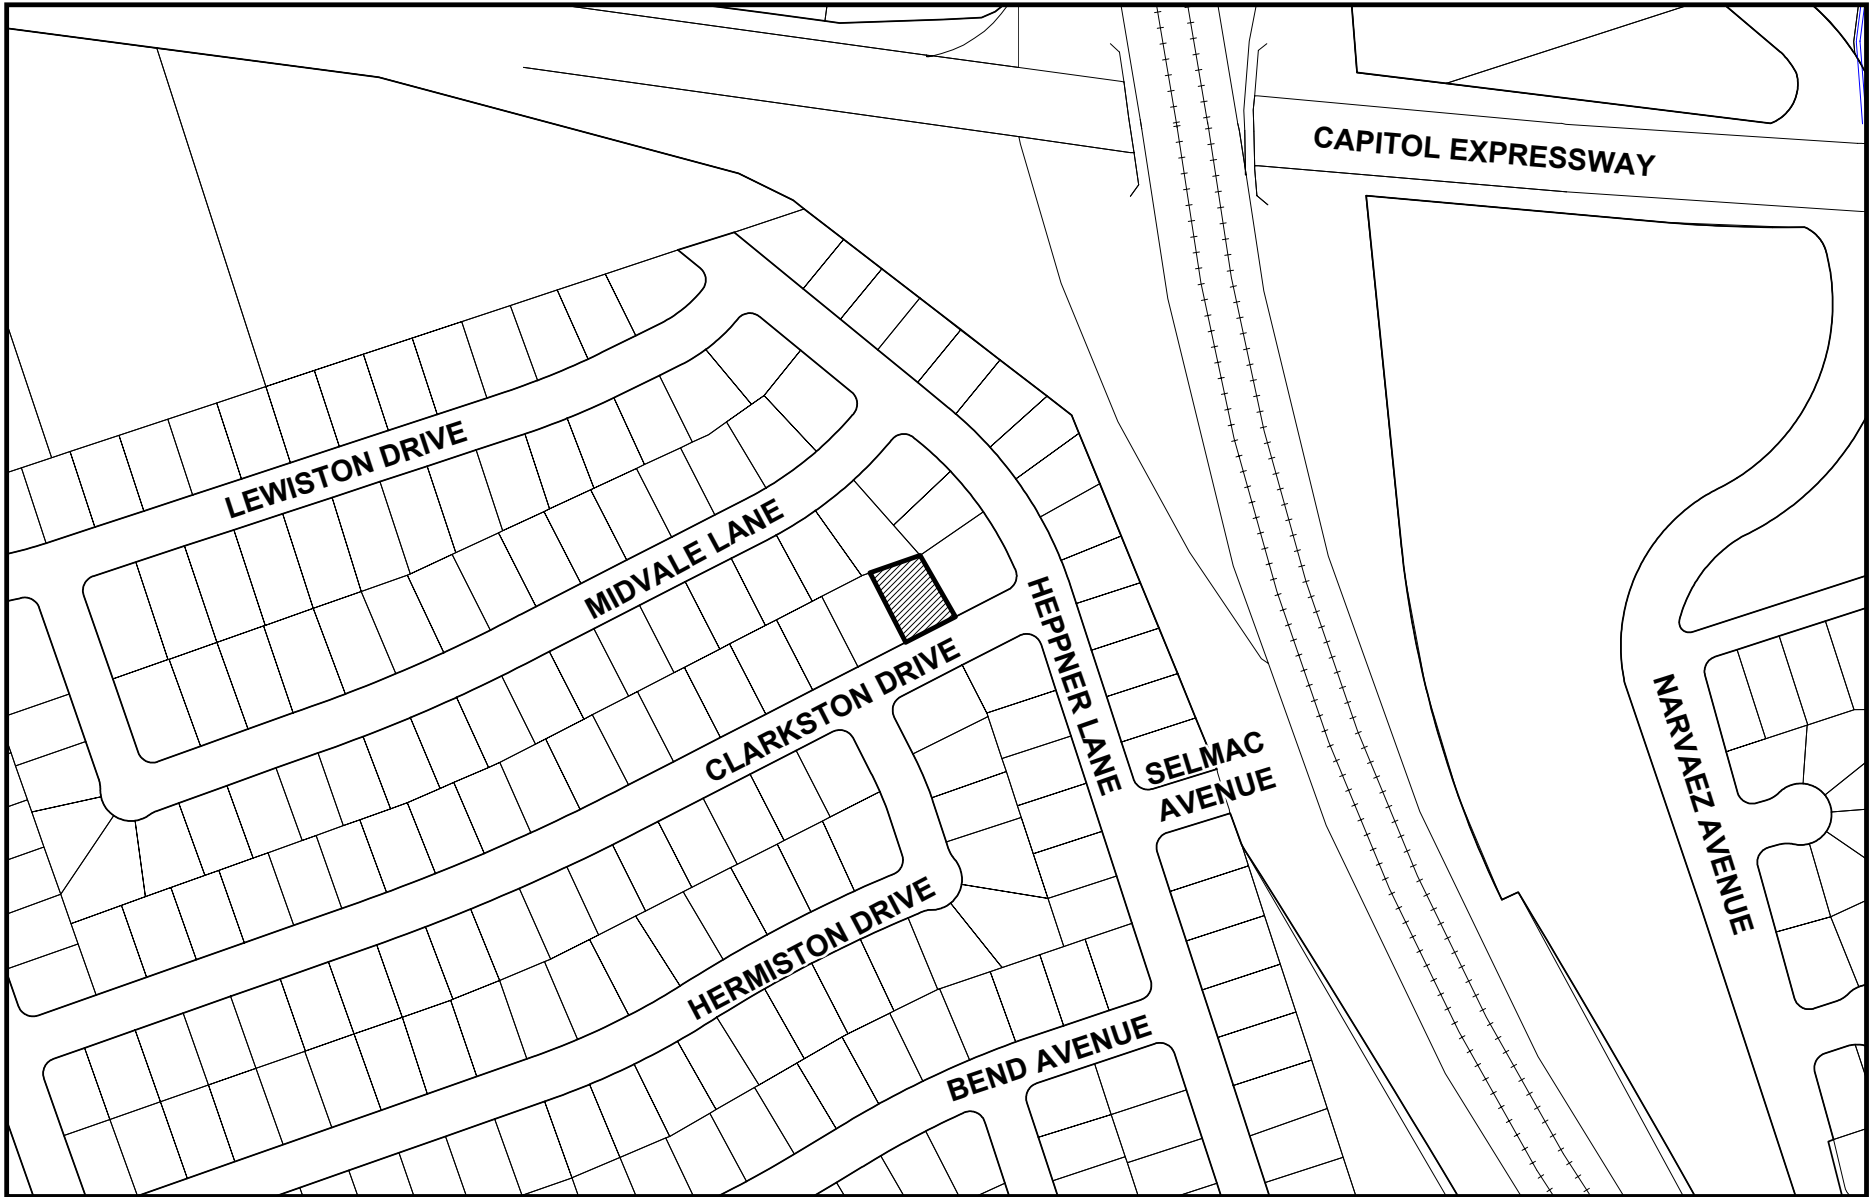 CAPITOL EXPRESSWAY
LEWISTON DRIVE
MIDVALE LANE
HEPPNER LANE
CLARKSTON DRIVE
NARVAEZ AVENUE
SELMAC
AVENUE
HERMISTON DRIVE
BEND AVENUE